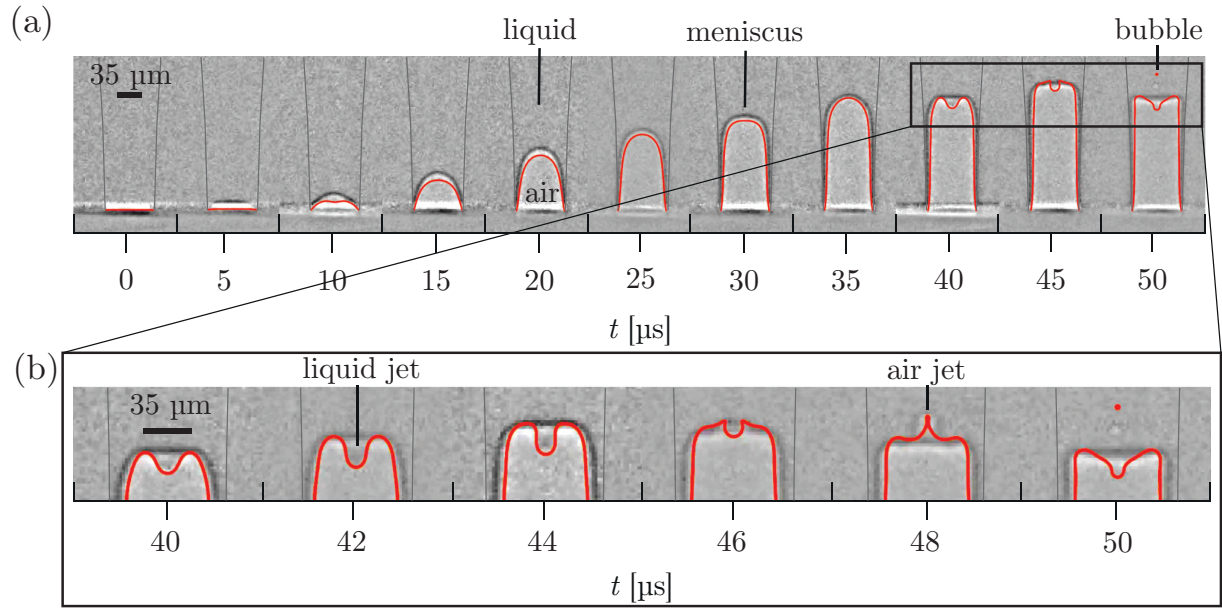 (a)
liquid
meniscus
bubble
35 µm
air
0 5 10 15 20 25 30 35 40 45 50
t [µs]
(b)
liquid jet
air jet
35 µm
40 42 44 46 48 50
t [µs]